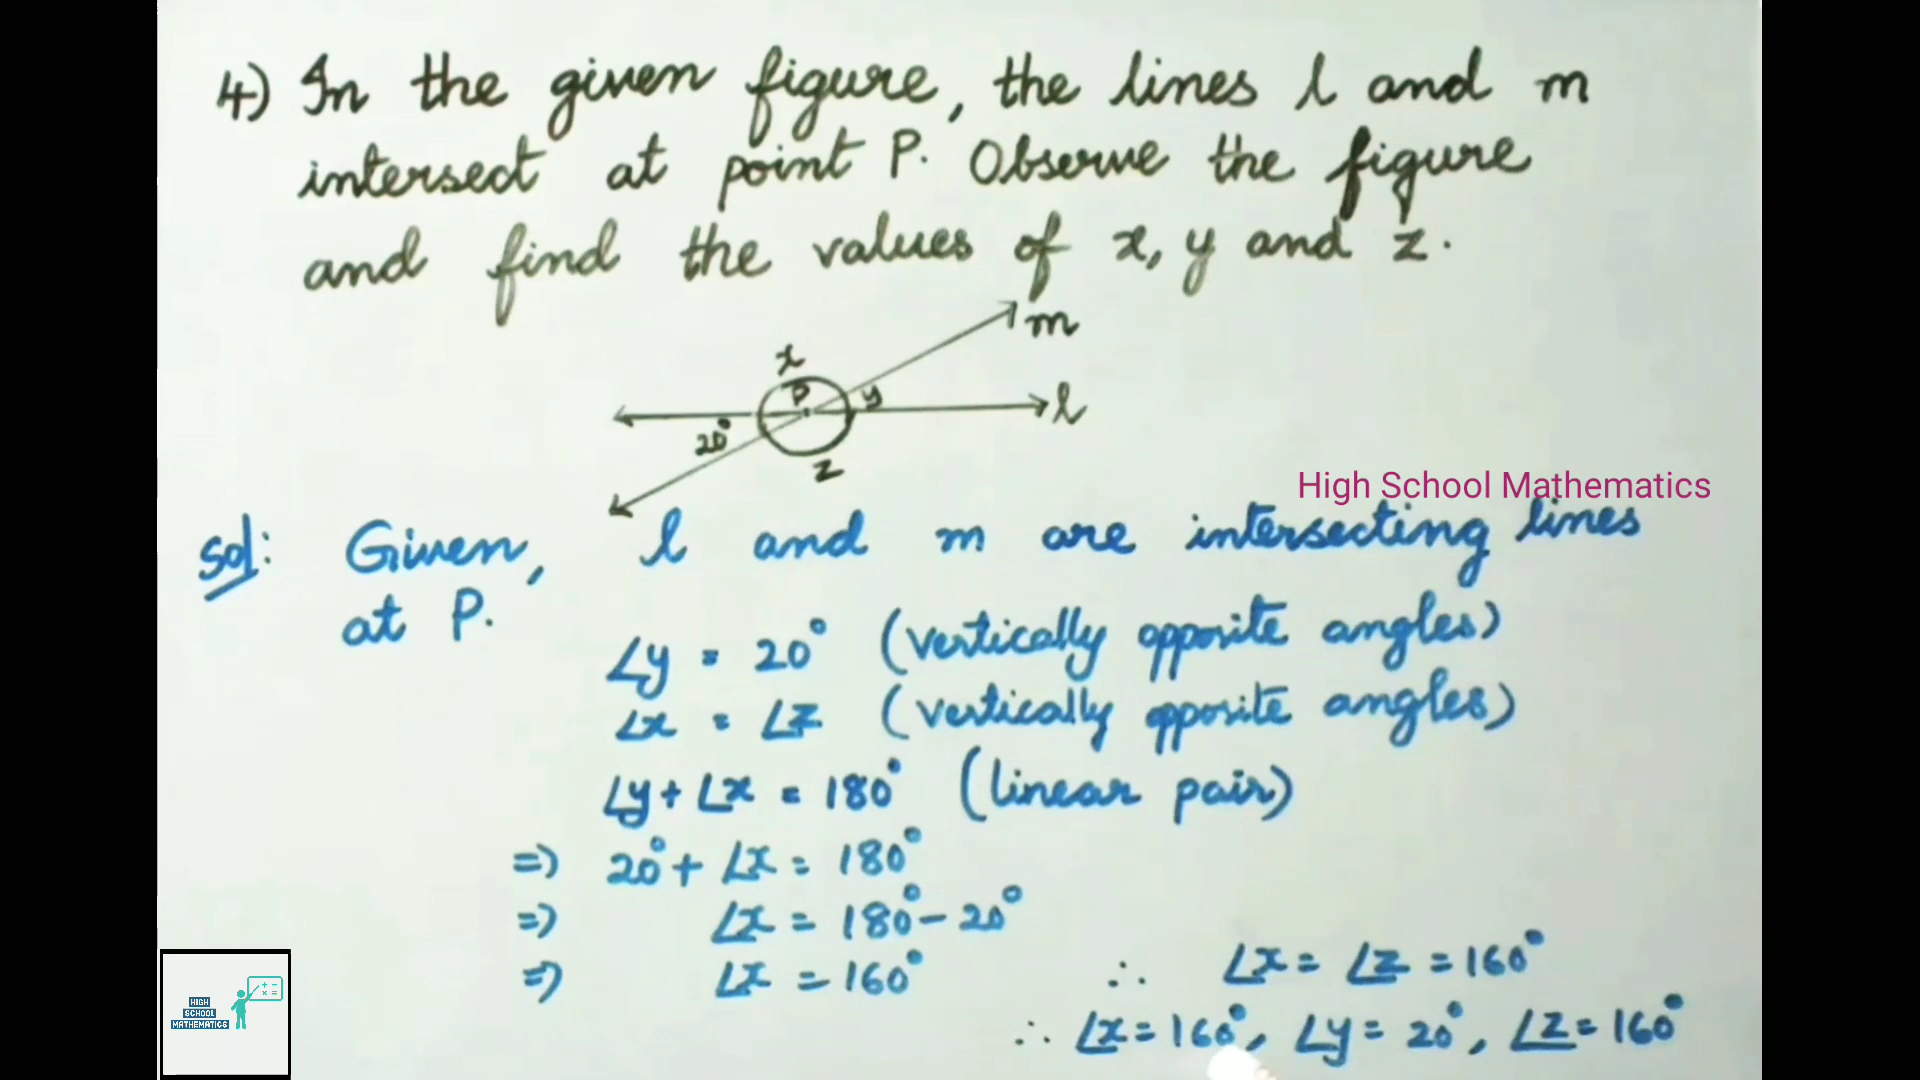 4) In the given figure, the lines l and m
intersect at point P. Observe the figure
and find the values of x, y and z.
m
x
P
y
l
20°
z
High School Mathematics
Sol: Given, l and m are intersecting lines
at P.
∠y = 20° (vertically opposite angles)
∠x = ∠z (vertically opposite angles)
∠y + ∠x = 180° (linear pair)
=) 20° + ∠x = 180°
=) ∠x = 180° - 20°
=) ∠x = 160°
∴ ∠x = ∠z = 160°
∴ ∠x = 160°, ∠y = 20°, ∠z = 160°
HIGH
SCHOOL
MATHEMATICS
+ -
× =